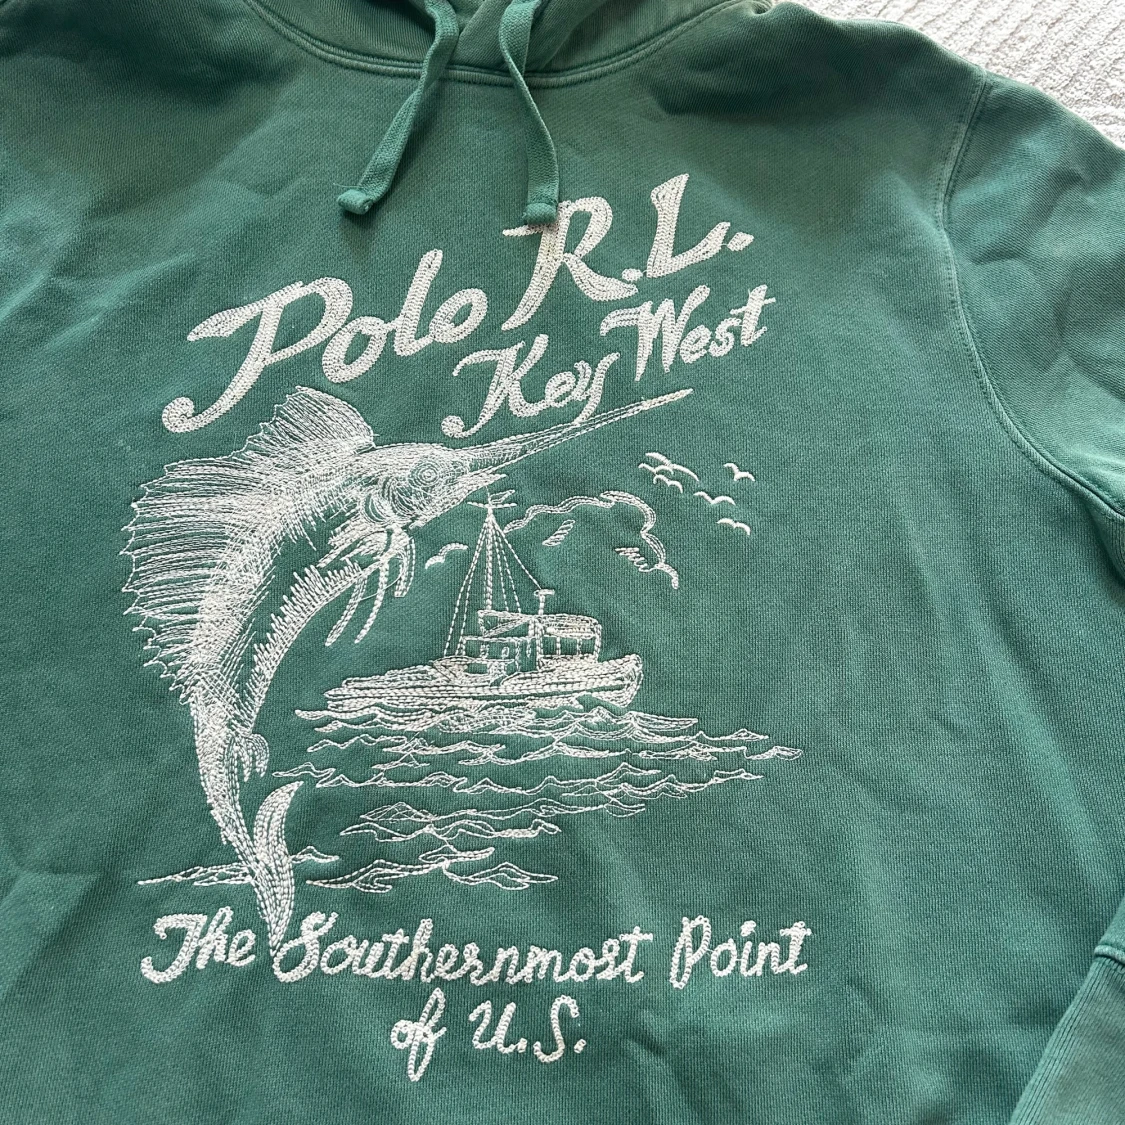 Polo R.L.
Key West
The Southernmost Point
of U.S.